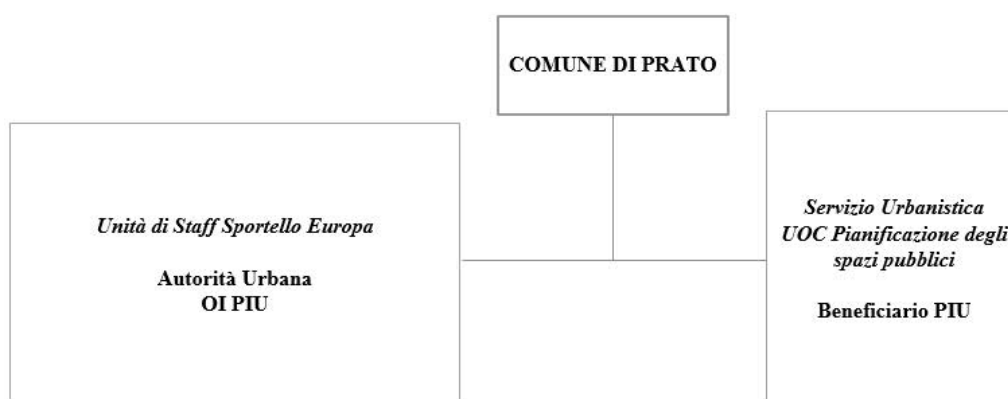 COMUNE DI PRATO
Unità di Staff Sportello Europa
Autorità Urbana
OI PIU
Servizio Urbanistica
UOC Pianificazione degli
spazi pubblici
Beneficiario PIU